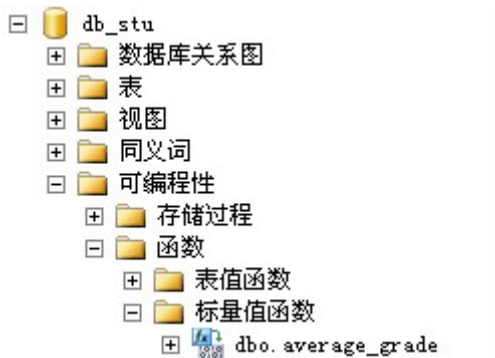 db_stu
数据库关系图
表
视图
同义词
可编程性
存储过程
函数
表值函数
标量值函数
dbo.average_grade